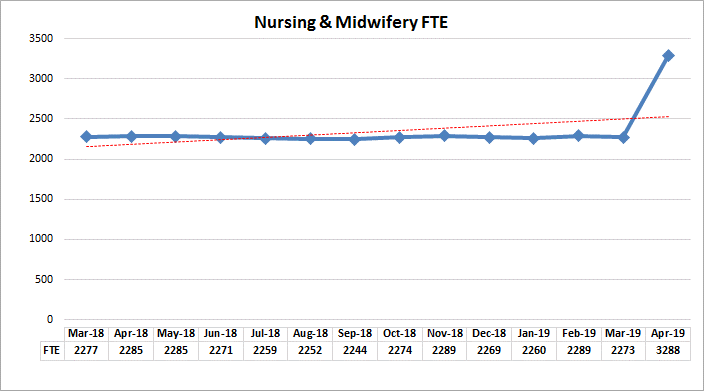 Nursing & Midwifery FTE
3500
3000
2500
2000
1500
1000
500
0
Mar-18 Apr-18 May-18 Jun-18 Jul-18 Aug-18 Sep-18 Oct-18 Nov-18 Dec-18 Jan-19 Feb-19 Mar-19 Apr-19
FTE 2277 2285 2285 2271 2259 2252 2244 2274 2289 2269 2260 2289 2273 3288